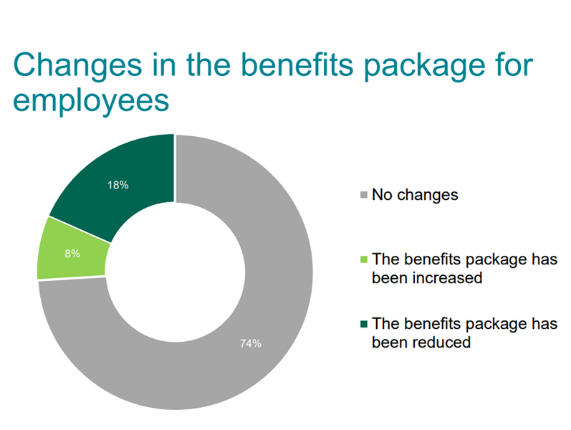 Changes in the benefits package for
employees
18%
8%
74%
No changes
The benefits package has
been increased
The benefits package has
been reduced